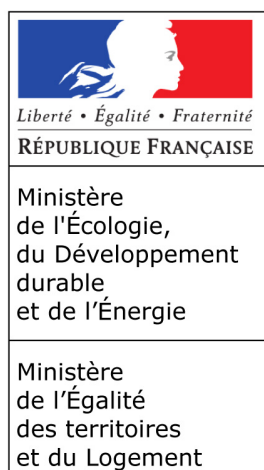 Liberté • Égalité • Fraternité
RÉPUBLIQUE FRANÇAISE
Ministère
de l'Écologie,
du Développement
durable
et de l’Énergie
Ministère
de l’Égalité
des territoires
et du Logement